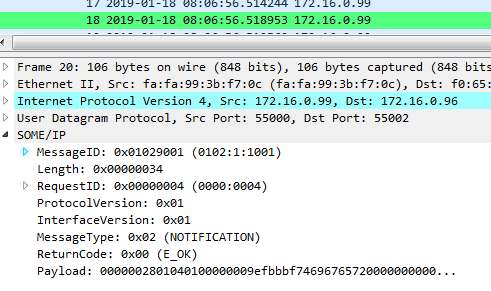 17 2019-01-18 08:06:56.514244 172.16.0.99
18 2019-01-18 08:06:56.518953 172.16.0.99
Frame 20: 106 bytes on wire (848 bits), 106 bytes captured (848 bits)
Ethernet II, Src: fa:fa:99:3b:f7:0c (fa:fa:99:3b:f7:0c), Dst: f0:65:
Internet Protocol Version 4, Src: 172.16.0.99, Dst: 172.16.0.96
User Datagram Protocol, Src Port: 55000, Dst Port: 55002
SOME/IP
MessageID: 0x01029001 (0102:1:1001)
Length: 0x00000034
RequestID: 0x00000004 (0000:0004)
ProtocolVersion: 0x01
InterfaceVersion: 0x01
MessageType: 0x02 (NOTIFICATION)
ReturnCode: 0x00 (E_OK)
Payload: 0000002801040100000009efbbbf74696765720000000000...